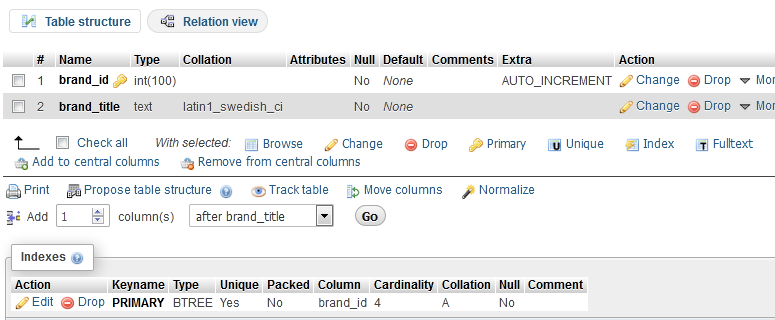 Table structure Relation view
# Name Type Collation Attributes Null Default Comments Extra Action
1 brand_id int(100) No None AUTO_INCREMENT Change Drop Mor
2 brand_title text latin1_swedish_ci No None Change Drop Mor
Check all With selected: Browse Change Drop Primary Unique Index Fulltext
Add to central columns Remove from central columns
Print Propose table structure Track table Move columns Normalize
Add 1 column(s) after brand_title Go
Indexes
Action Keyname Type Unique Packed Column Cardinality Collation Null Comment
Edit Drop PRIMARY BTREE Yes No brand_id 4 A No